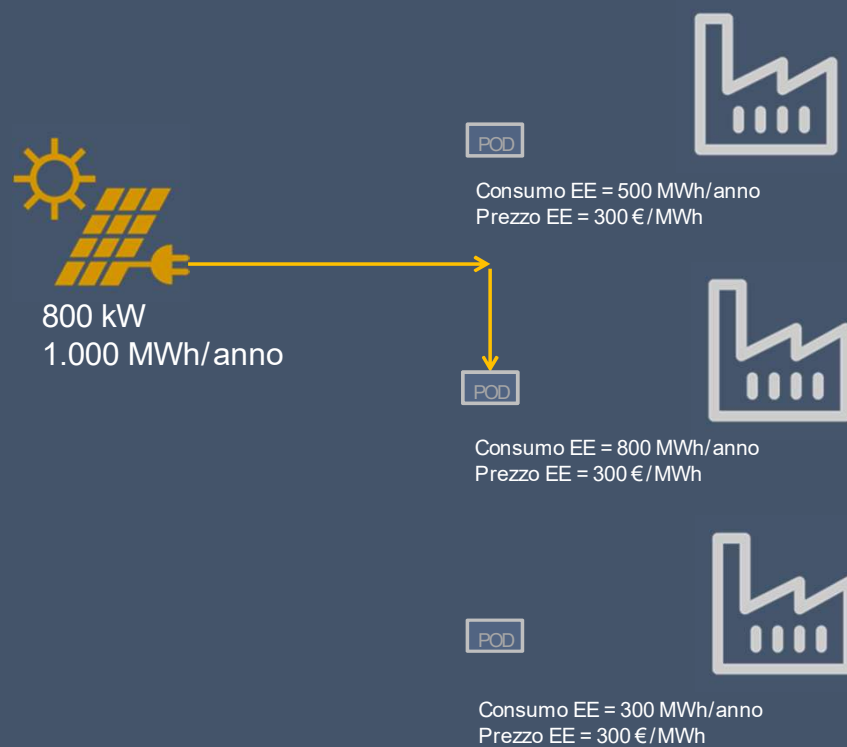 POD
Consumo EE = 500 MWh/anno
Prezzo EE = 300 €/MWh
800 kW
1.000 MWh/anno
POD
Consumo EE = 800 MWh/anno
Prezzo EE = 300 €/MWh
POD
Consumo EE = 300 MWh/anno
Prezzo EE = 300 €/MWh